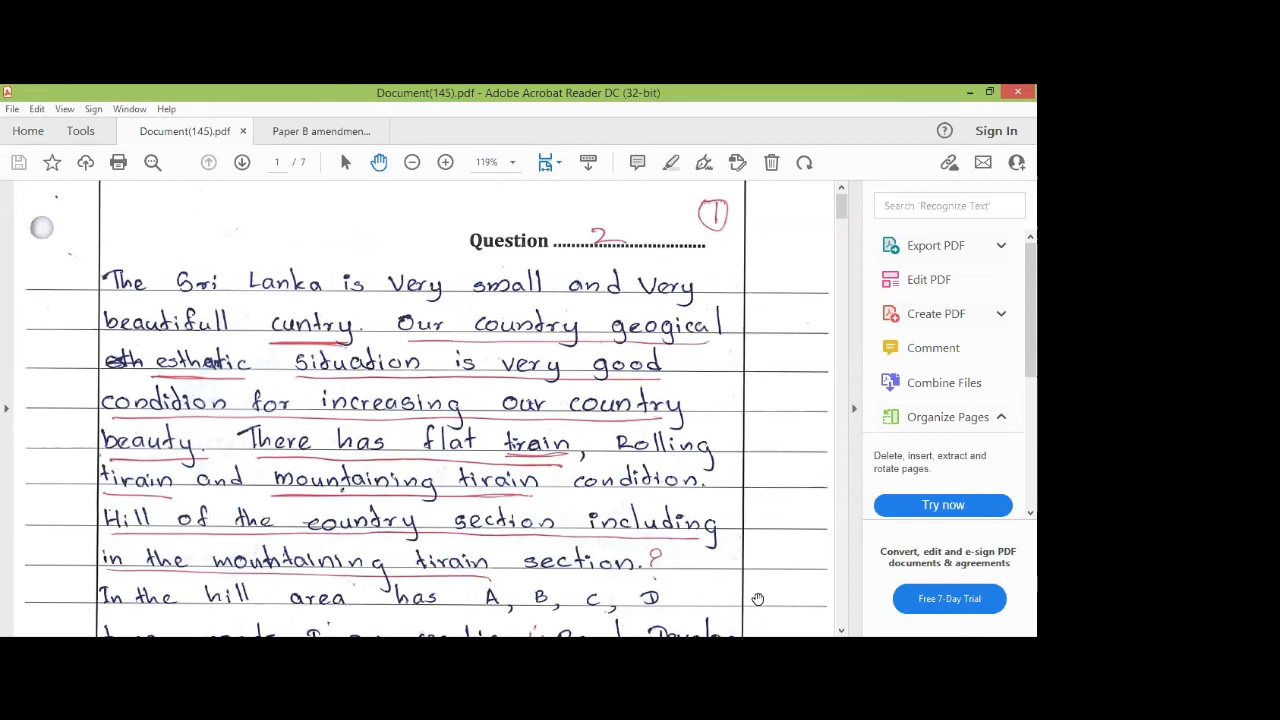 Document(145).pdf - Adobe Acrobat Reader DC (32-bit)
File Edit View Sign Window Help
Home Tools Document(145).pdf × Paper B amendmen...
Sign In
1 / 7 119%
Search 'Recognize Text'
Export PDF
Edit PDF
Create PDF
Comment
Combine Files
Organize Pages
Delete, insert, extract and
rotate pages.
Try now
Convert, edit and e-sign PDF
documents & agreements
Free 7-Day Trial
1
Question ......2......
The Sri Lanka is very small and very
beautifull cuntry. Our country geogical
esthetic situation is very good
condition for increasing our country
beauty. There has flat tirain, Rolling
tirain and mountaining tirain condition.
Hill of the country section including
in the mountaining tirain section. ?
In the hill area has A, B, C, D